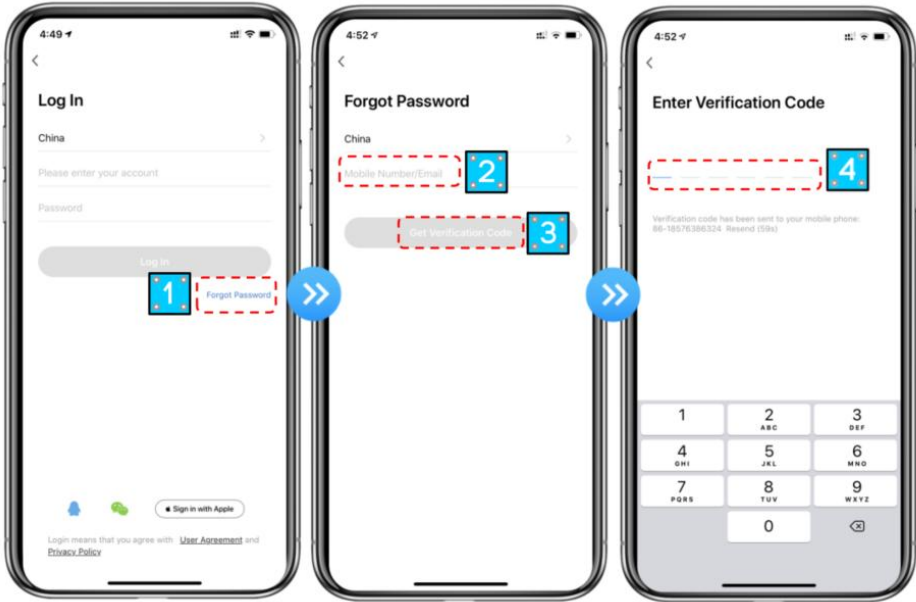 4:49
Log In
China
Please enter your account
Password
Log In
1
Forgot Password
Sign in with Apple
Login means that you agree with User Agreement and
Privacy Policy
4:52
Forgot Password
China
Mobile Number/Email
2
Get Verification Code
3
4:52
Enter Verification Code
4
Verification code has been sent to your mobile phone:
86-18576386324 Resend (59s)
1
2
ABC
3
DEF
4
GHI
5
JKL
6
MNO
7
PQRS
8
TUV
9
WXYZ
0